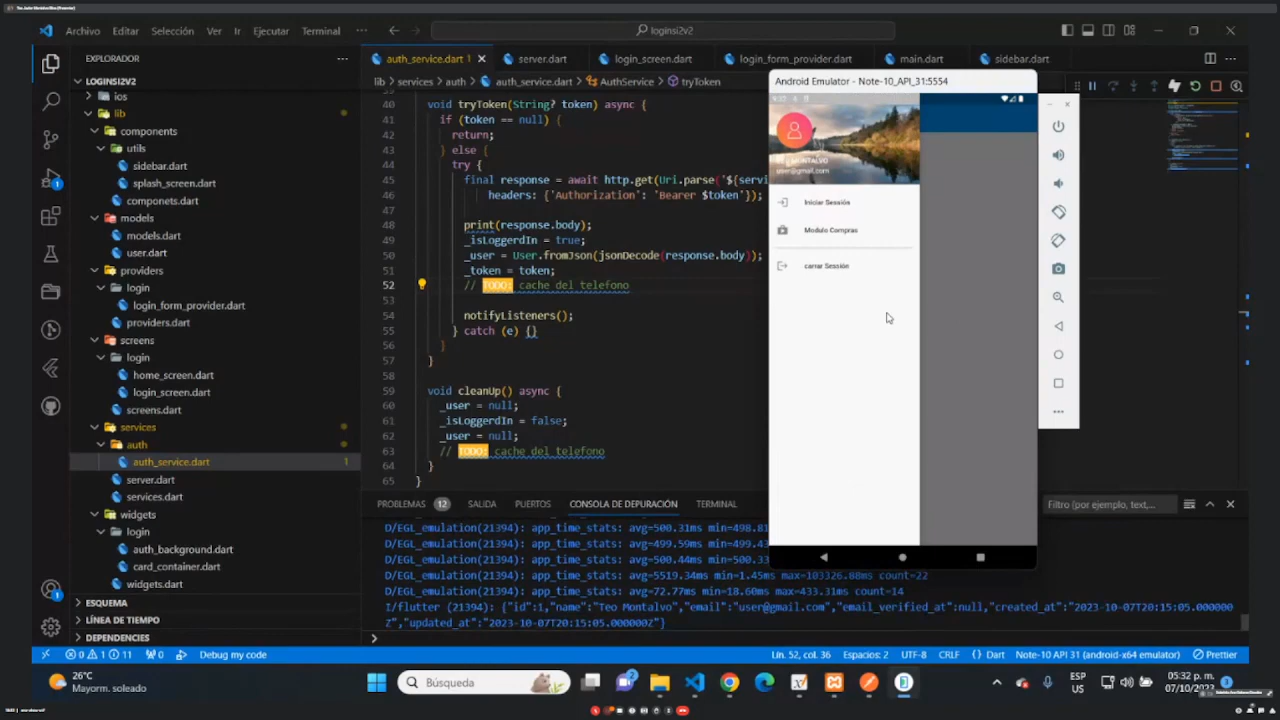 Archivo Editar Selección Ver Ir Ejecutar Terminal ··· loginsi2v2
EXPLORADOR
LOGINSI2V2
ios
lib
components
utils
sidebar.dart
splash_screen.dart
componets.dart
models
models.dart
user.dart
providers
login
login_form_provider.dart
providers.dart
screens
login
home_screen.dart
login_screen.dart
screens.dart
services
auth
auth_service.dart 1
server.dart
services.dart
widgets
login
auth_background.dart
card_container.dart
widgets.dart
ESQUEMA
LÍNEA DE TIEMPO
DEPENDENCIES
auth_service.dart 1 server.dart login_screen.dart login_form_provider.dart main.dart sidebar.dart
lib > services > auth > auth_service.dart > AuthService > tryToken
40 void tryToken(String? token) async {
41 if (token == null) {
42 return;
43 } else {
44 try {
45 final response = await http.get(Uri.parse('${servi
46 headers: {'Authorization': 'Bearer $token'});
47
48 print(response.body);
49 _isLoggerdIn = true;
50 _user = User.fromJson(jsonDecode(response.body));
51 _token = token;
52 // TODO: cache del telefono
53
54 notifyListeners();
55 } catch (e) {}
56 }
57 }
58
59 void cleanUp() async {
60 _user = null;
61 _isLoggerdIn = false;
62 _user = null;
63 // TODO: cache del telefono
64 }
65 }
Android Emulator - Note-10_API_31:5554
MONTALVO
user@gmail.com
Iniciar Sesión
Modulo Compras
carrar Sesión
PROBLEMAS 12 SALIDA PUERTOS CONSOLA DE DEPURACIÓN TERMINAL Filtro (por ejemplo, text,...
D/EGL_emulation(21394): app_time_stats: avg=500.31ms min=498.81
D/EGL_emulation(21394): app_time_stats: avg=499.59ms min=499.43
D/EGL_emulation(21394): app_time_stats: avg=500.44ms min=500.33
D/EGL_emulation(21394): app_time_stats: avg=5519.34ms min=1.45ms max=103326.88ms count=22
D/EGL_emulation(21394): app_time_stats: avg=72.77ms min=18.60ms max=433.31ms count=14
I/flutter (21394): {"id":1,"name":"Teo Montalvo","email":"user@gmail.com","email_verified_at":null,"created_at":"2023-10-07T20:15:05.000000
Z","updated_at":"2023-10-07T20:15:05.000000Z"}
0 1 11 0 Debug my code Lín. 52, col. 36 Espacios: 2 UTF-8 CRLF {} Dart Note-10 API 31 (android-x64 emulator) Prettier
26°C
Mayorm. soleado
Búsqueda
ESP
US
05:32 p. m.